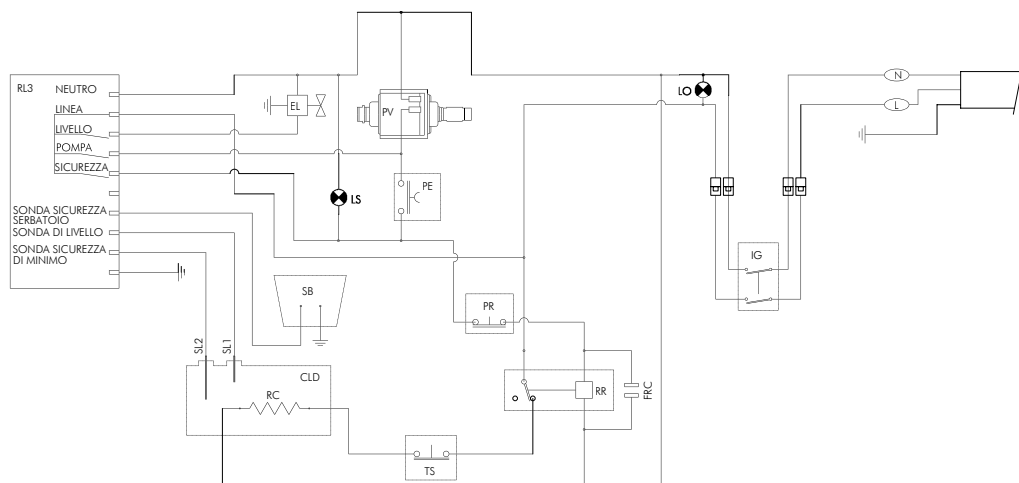 RL3
NEUTRO
LINEA
LIVELLO
POMPA
SICUREZZA
SONDA SICUREZZA
SERBATOIO
SONDA DI LIVELLO
SONDA SICUREZZA
DI MINIMO
EL
PV
LS
PE
LO
N
L
IG
SB
PR
SL2
SL1
CLD
RC
RR
FRC
TS